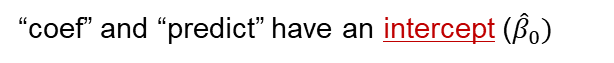 “coef” and “predict” have an intercept (β̂₀)